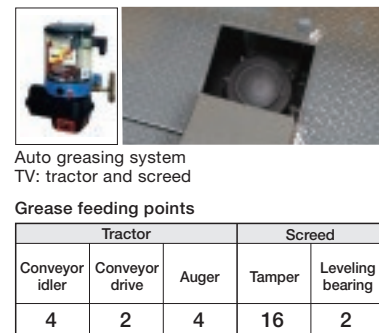 Auto greasing system
TV: tractor and screed
Grease feeding points
Tractor Screed
Conveyor idler Conveyor drive Auger Tamper Leveling bearing
4 2 4 16 2